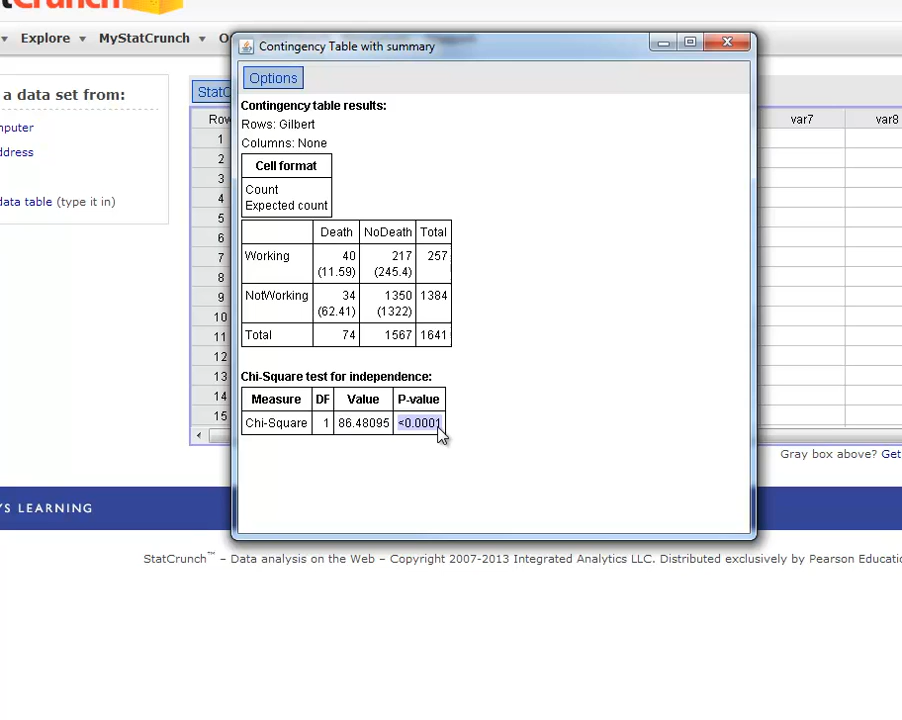 Explore MyStatCrunch
Contingency Table with summary
Options
a data set from:
mputer
address
data table (type it in)
StatC
Row
1
2
3
4
5
6
7
8
9
10
11
12
13
14
15
var7 var8
Contingency table results:
Rows: Gilbert
Columns: None
Cell format
Count
Expected count
Death NoDeath Total
Working 40 217 257
(11.59) (245.4)
NotWorking 34 1350 1384
(62.41) (1322)
Total 74 1567 1641
Chi-Square test for independence:
Measure DF Value P-value
Chi-Square 1 86.48095 <0.0001
Gray box above? Get
YS LEARNING
StatCrunch™ – Data analysis on the Web – Copyright 2007-2013 Integrated Analytics LLC. Distributed exclusively by Pearson Educatio